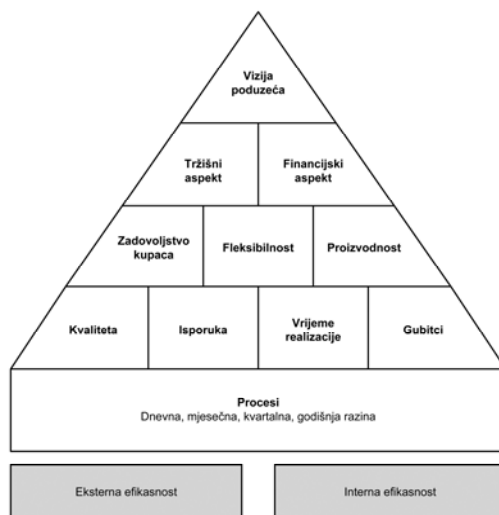 Vizija
poduzeća
Tržišni
aspekt
Financijski
aspekt
Zadovoljstvo
kupaca
Fleksibilnost
Proizvodnost
Kvaliteta
Isporuka
Vrijeme
realizacije
Gubitci
Procesi
Dnevna, mjesečna, kvartalna, godišnja razina
Eksterna efikasnost
Interna efikasnost